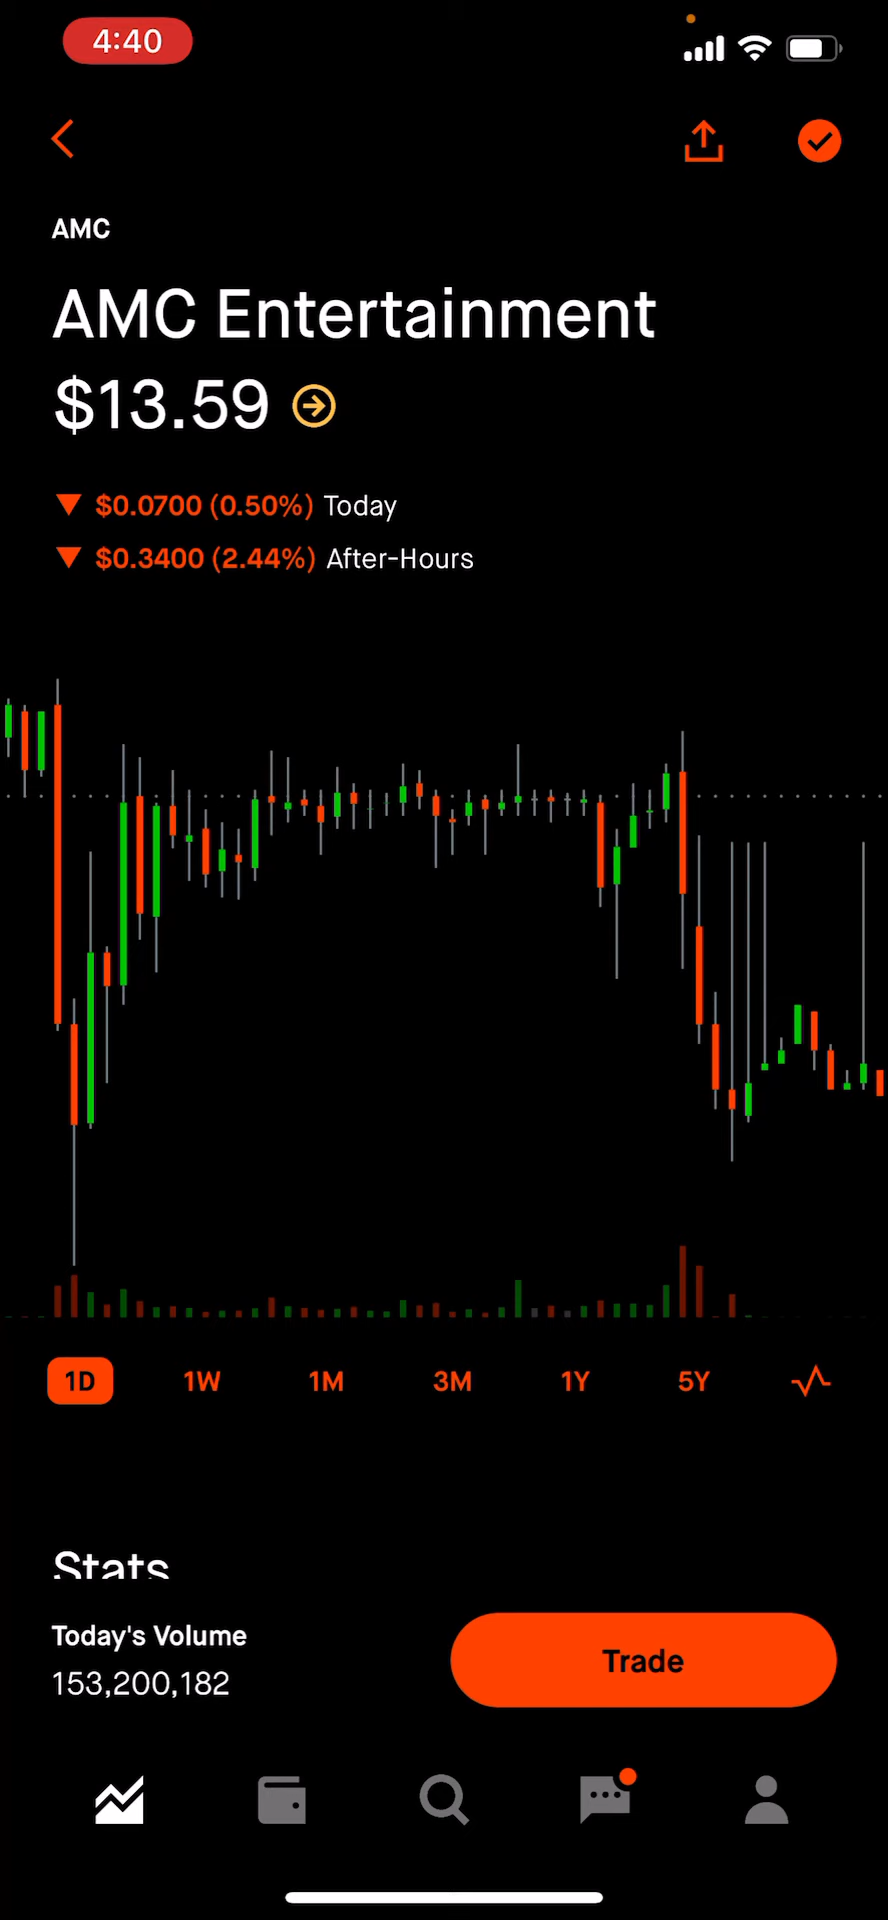 4:40
AMC
AMC Entertainment
$13.59
$0.0700 (0.50%) Today
$0.3400 (2.44%) After-Hours
1D 1W 1M 3M 1Y 5Y
Stats
Today's Volume
153,200,182
Trade